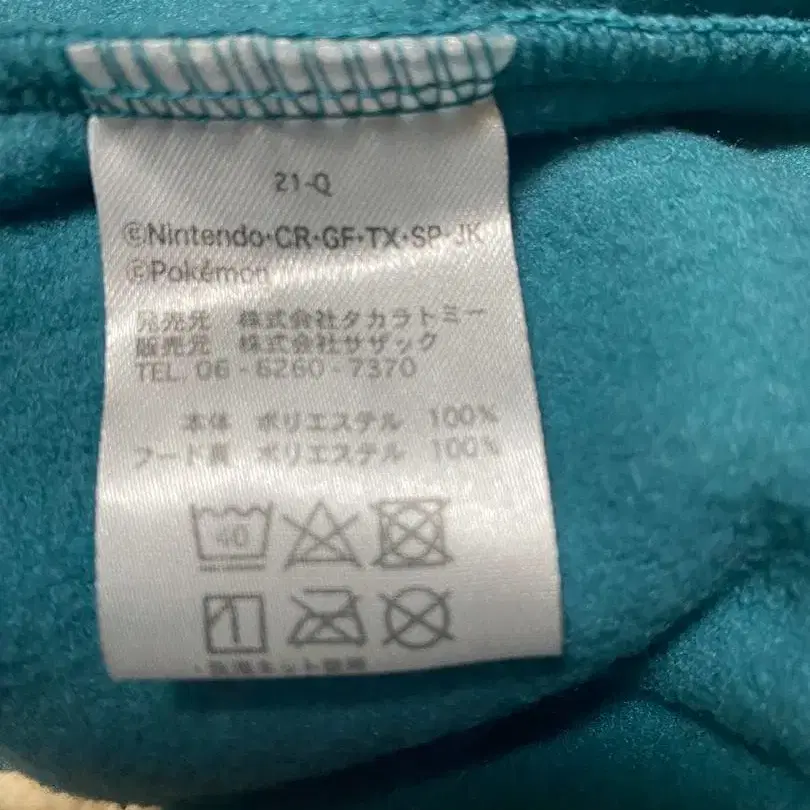 21-Q
©Nintendo・CR・GF・TX・SP・JK
©Pokémon
発売元 株式会社タカラトミー
販売元 株式会社サザック
TEL. 06-6260-7370
本体 ポリエステル 100%
フード裏 ポリエステル 100%
40